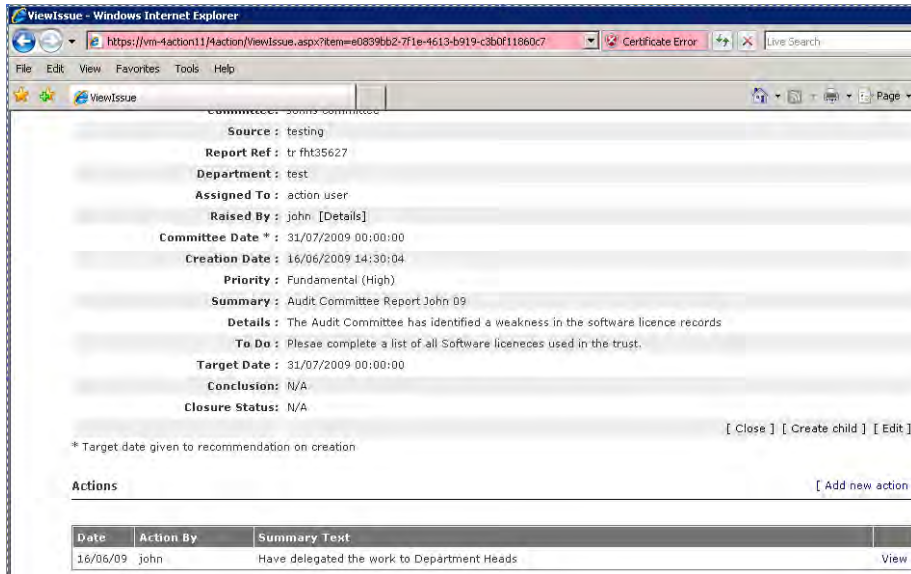 ViewIssue - Windows Internet Explorer
https://vm-4action11/4action/ViewIssue.aspx?item=e0839bb2-7f1e-4613-b919-c3b0f11860c7 Certificate Error Live Search
File Edit View Favorites Tools Help
ViewIssue Page
Committee: Johns committee
Source : testing
Report Ref : tr fht35627
Department : test
Assigned To : action user
Raised By : john [Details]
Committee Date * : 31/07/2009 00:00:00
Creation Date : 16/06/2009 14:30:04
Priority : Fundamental (High)
Summary : Audit Committee Report John 09
Details : The Audit Committee has identified a weakness in the software licence records
To Do : Plesae complete a list of all Software liceneces used in the trust.
Target Date : 31/07/2009 00:00:00
Conclusion: N/A
Closure Status: N/A
[ Close ] [ Create child ] [ Edit ]
* Target date given to recommendation on creation
Actions [ Add new action
Date Action By Summary Text
16/06/09 john Have delegated the work to Department Heads View